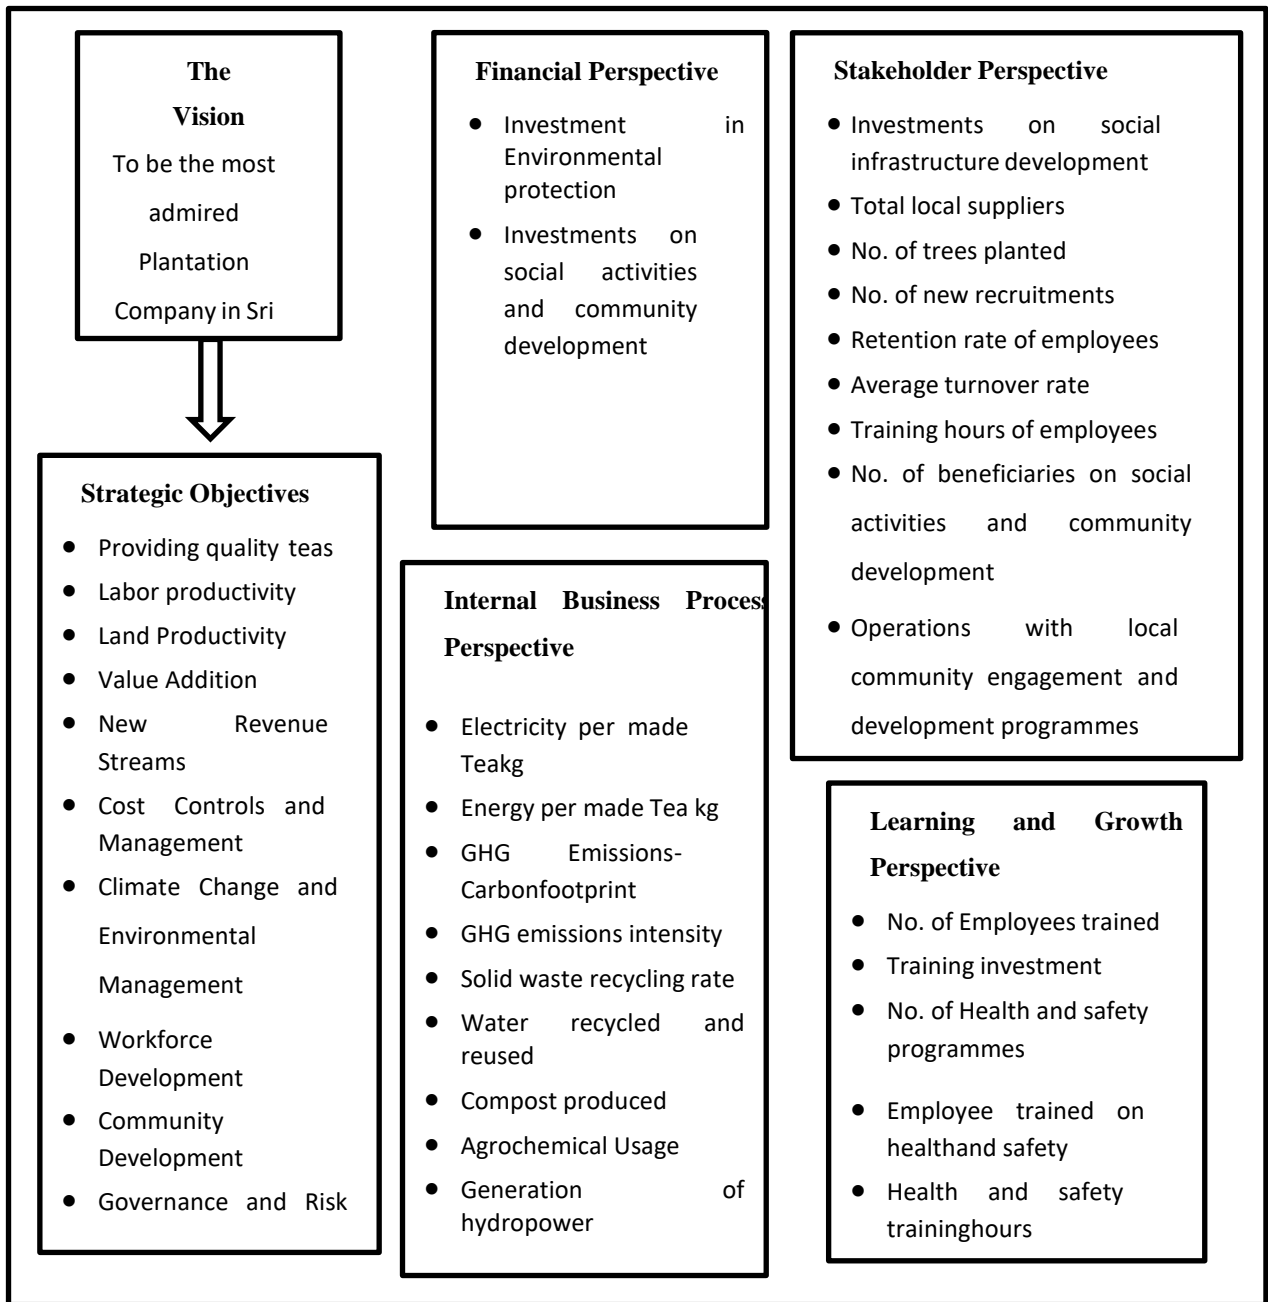 The
Vision
To be the most
admired
Plantation
Company in Sri
Strategic Objectives
• Providing quality teas
• Labor productivity
• Land Productivity
• Value Addition
• New Revenue
Streams
• Cost Controls and
Management
• Climate Change and
Environmental
Management
• Workforce
Development
• Community
Development
• Governance and Risk
Financial Perspective
• Investment in
Environmental
protection
• Investments on
social activities
and community
development
Internal Business Process
Perspective
• Electricity per made
Teakg
• Energy per made Tea kg
• GHG Emissions-
Carbonfootprint
• GHG emissions intensity
• Solid waste recycling rate
• Water recycled and
reused
• Compost produced
• Agrochemical Usage
• Generation of
hydropower
Stakeholder Perspective
• Investments on social
infrastructure development
• Total local suppliers
• No. of trees planted
• No. of new recruitments
• Retention rate of employees
• Average turnover rate
• Training hours of employees
• No. of beneficiaries on social
activities and community
development
• Operations with local
community engagement and
development programmes
Learning and Growth
Perspective
• No. of Employees trained
• Training investment
• No. of Health and safety
programmes
• Employee trained on
healthand safety
• Health and safety
traininghours